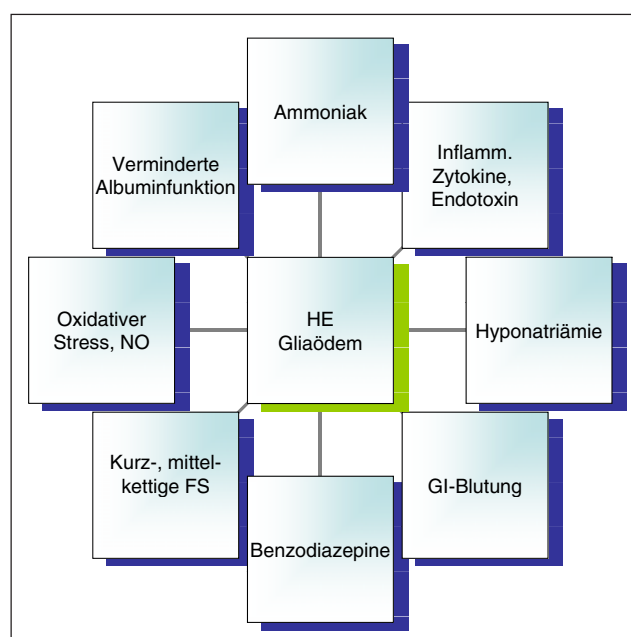 Ammoniak
Verminderte
Albuminfunktion
Inflamm.
Zytokine,
Endotoxin
Oxidativer
Stress, NO
HE
Gliaödem
Hyponatriämie
Kurz-, mittel-
kettige FS
GI-Blutung
Benzodiazepine